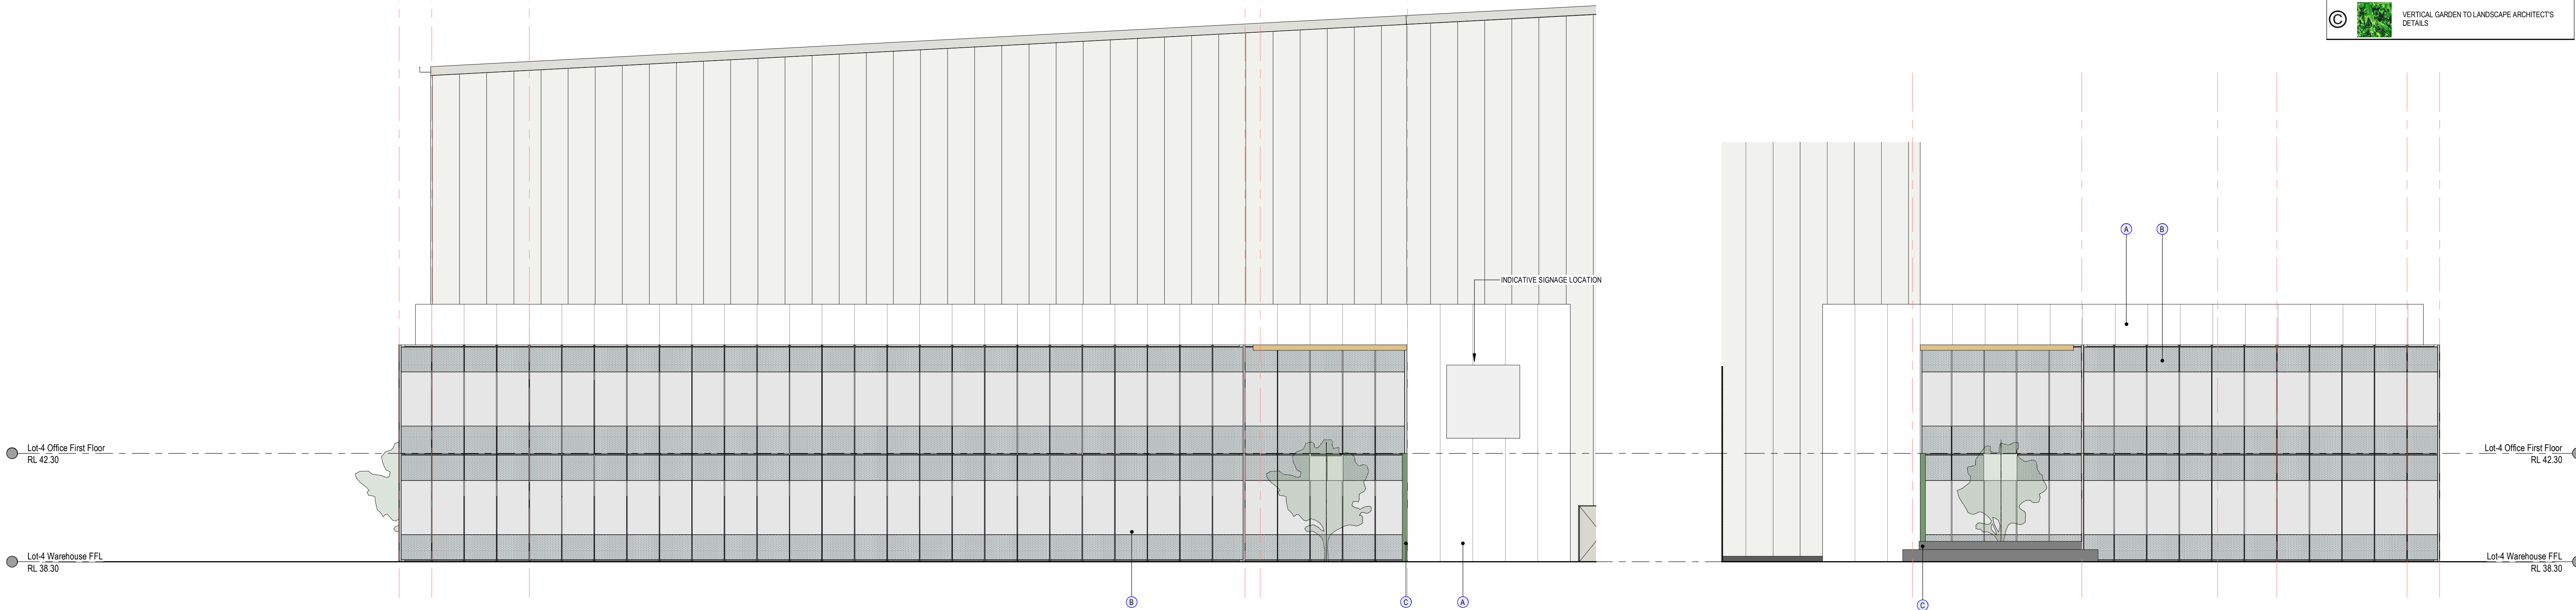 C
VERTICAL GARDEN TO LANDSCAPE ARCHITECT'S
DETAILS
A
B
INDICATIVE SIGNAGE LOCATION
Lot-4 Office First Floor
RL 42.30
Lot-4 Office First Floor
RL 42.30
Lot-4 Warehouse FFL
RL 38.30
Lot-4 Warehouse FFL
RL 38.30
B
C
A
C